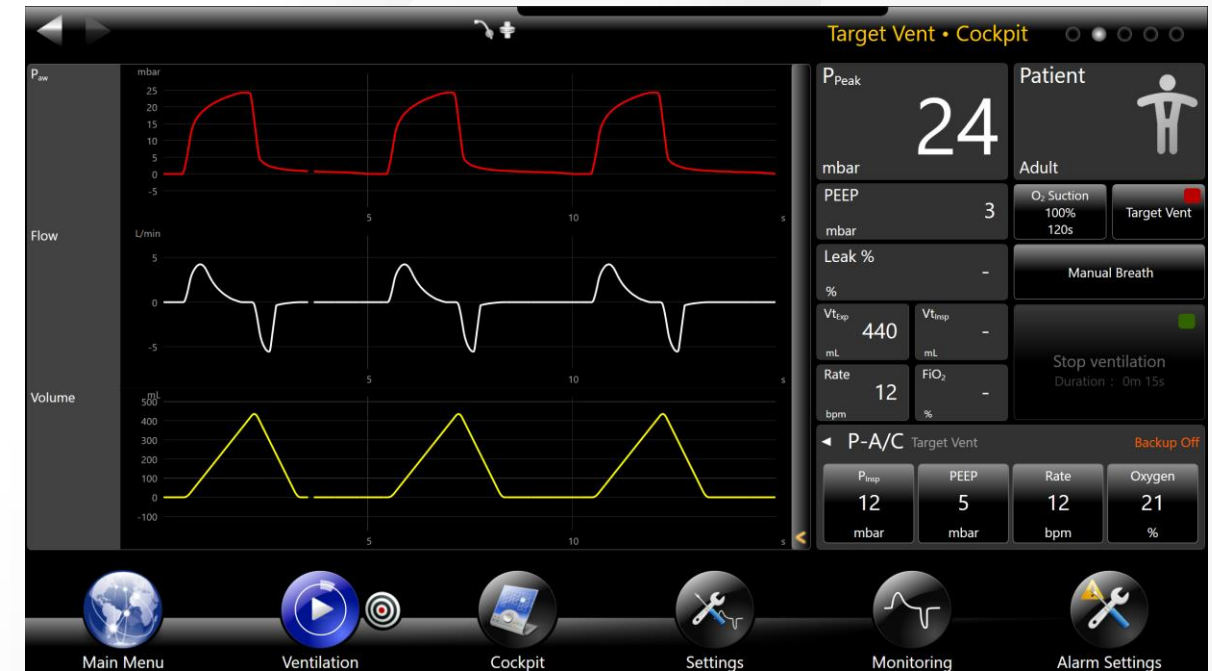 Target Vent • Cockpit
Paw
mbar
25
20
15
10
5
0
-5
5
10
s
Flow
L/min
5
0
-5
5
10
s
Volume
mL
500
400
300
200
100
0
-100
5
10
s
<
PPeak
24
mbar
Patient
Adult
PEEP
3
mbar
O₂ Suction
100%
120s
Target Vent
Leak %
-
%
Manual Breath
VtExp
440
mL
VtInsp
-
mL
Stop ventilation
Duration : 0m 15s
Rate
12
bpm
FiO₂
-
%
P-A/C Target Vent
Backup Off
PInsp
12
mbar
PEEP
5
mbar
Rate
12
bpm
Oxygen
21
%
Main Menu
Ventilation
Cockpit
Settings
Monitoring
Alarm Settings